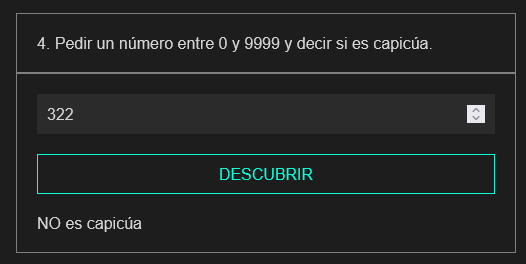 4. Pedir un número entre 0 y 9999 y decir si es capicúa.
322
DESCUBRIR
NO es capicúa